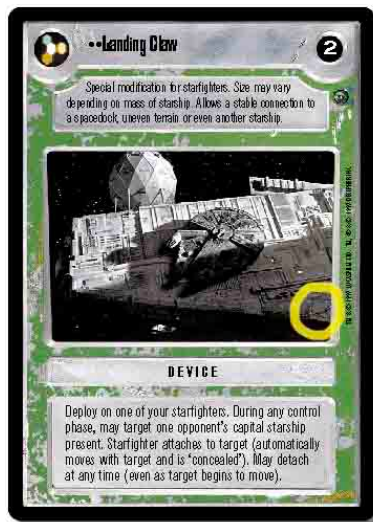 ••Landing Claw
2
Special modification for starfighters. Size may vary
depending on mass of starship. Allows a stable connection to
a spacedock, uneven terrain or even another starship.
DEVICE
Deploy on one of your starfighters. During any control
phase, may target one opponent's capital starship
present. Starfighter attaches to target (automatically
moves with target and is 'concealed'). May detach
at any time (even as target begins to move).